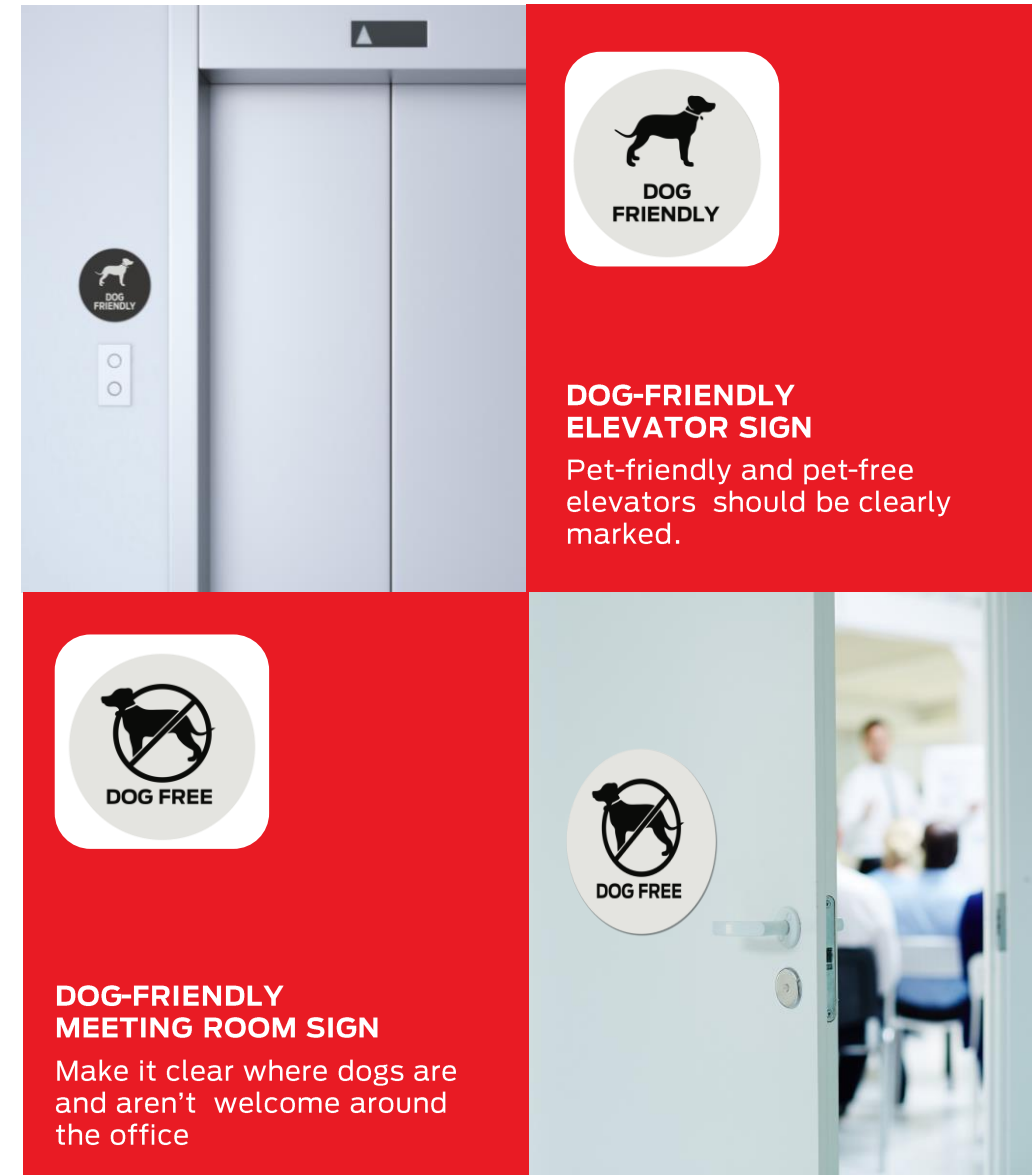 DOG
FRIENDLY
DOG
FRIENDLY
DOG-FRIENDLY
ELEVATOR SIGN
Pet-friendly and pet-free
elevators  should be clearly
marked.
DOG FREE
DOG FREE
DOG-FRIENDLY
MEETING ROOM SIGN
Make it clear where dogs are
and aren't  welcome around
the office